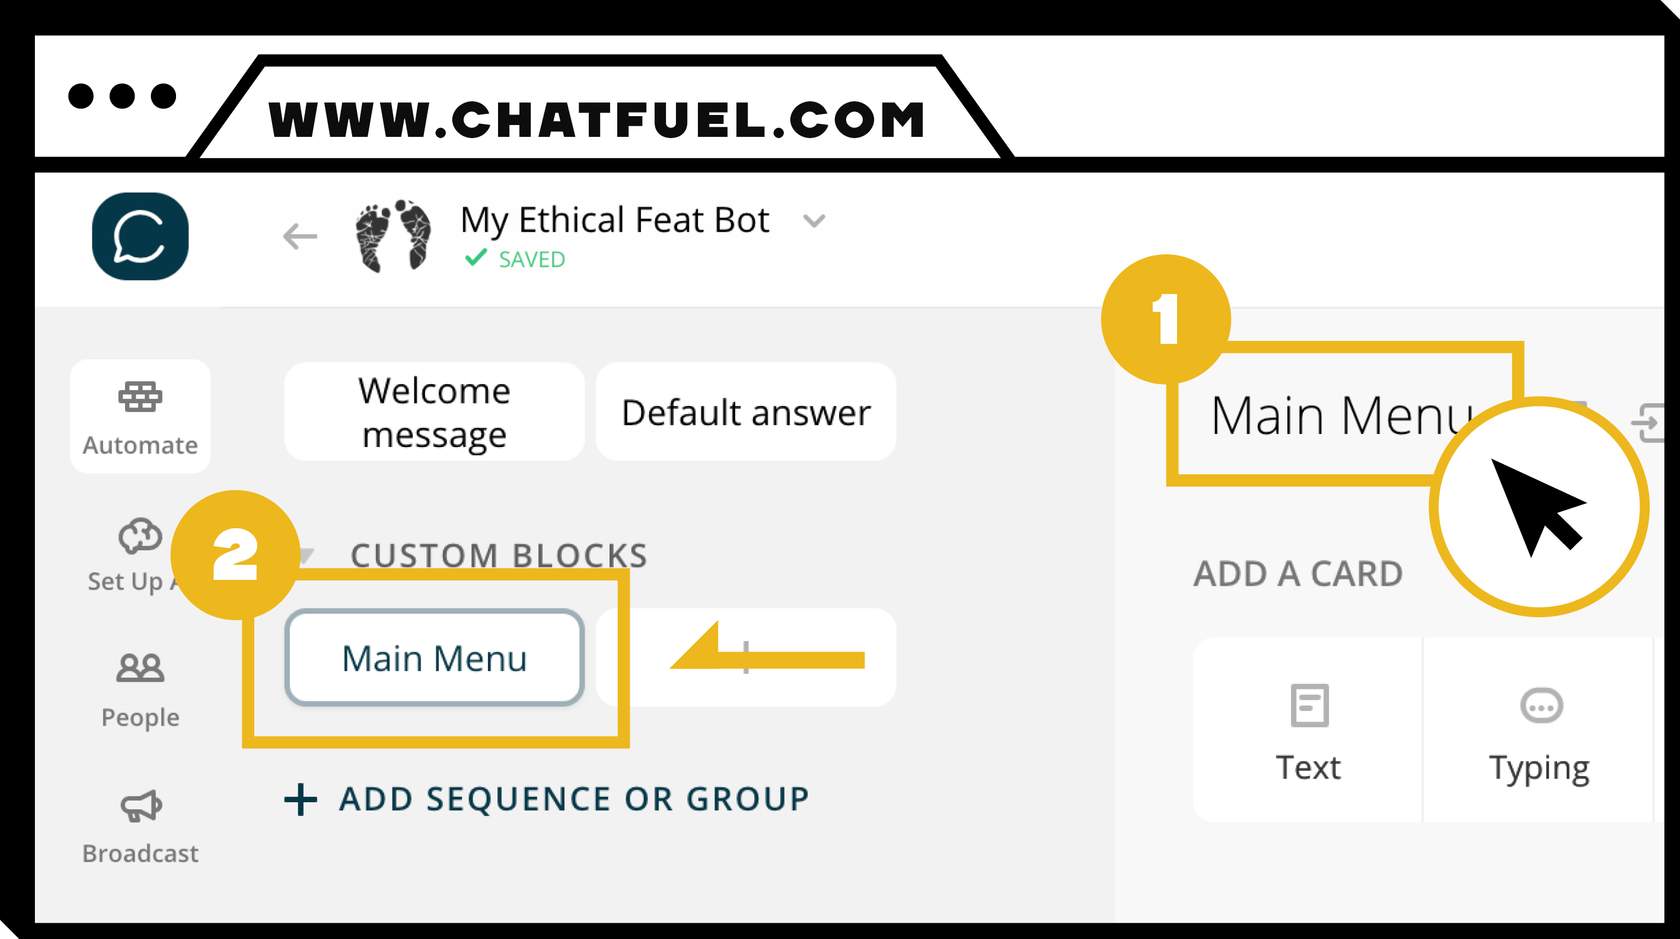 WWW.CHATFUEL.COM
My Ethical Feat Bot
SAVED
1
Automate
Welcome
message
Default answer
Main Menu
2
Set Up
CUSTOM BLOCKS
ADD A CARD
Main Menu
People
Text
Typing
ADD SEQUENCE OR GROUP
Broadcast